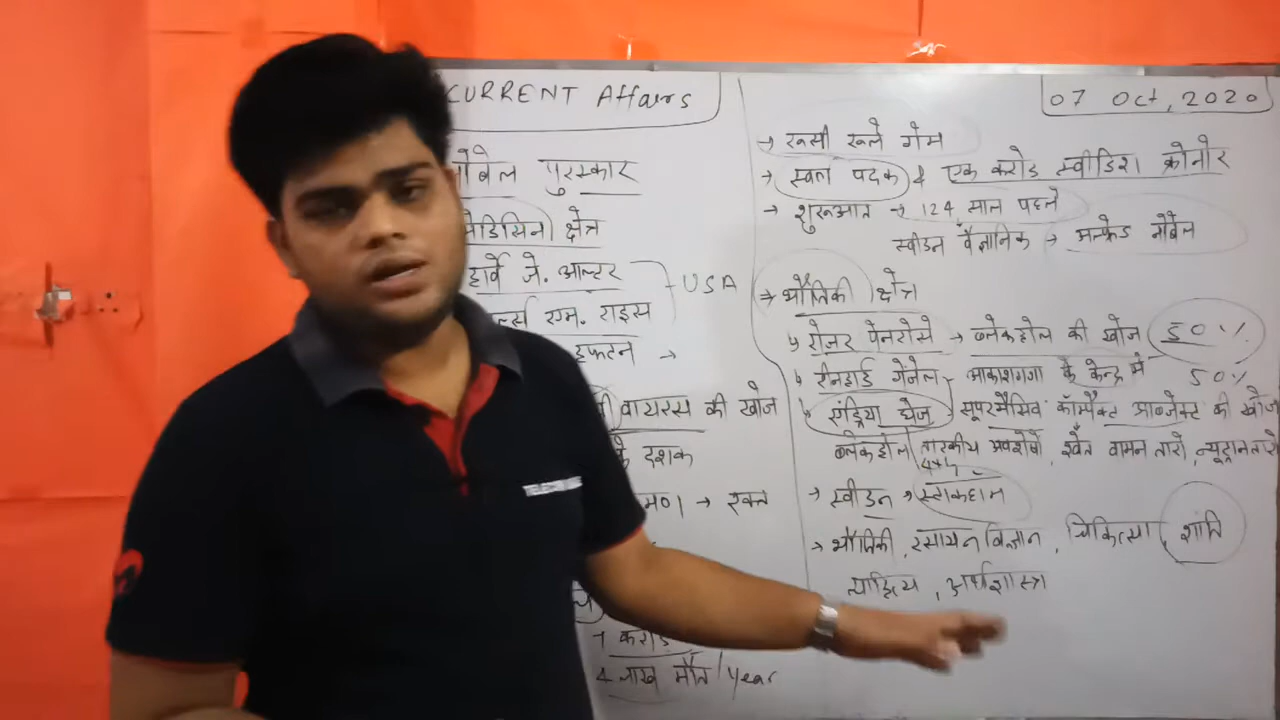 CURRENT Affairs
पुरस्कार
क्षेत्र
हार्वे जे. आल्टर
USA
एम. राइस
→
वायरस की खोज
के दशक
→ रक्त
1 करोड
4 लाख मौत/Year
07 Oct, 2020
→ स्वर्ण पदक & एक करोड स्वीडिश क्रोनोर
→ शुरूआत → 124 साल पहले
स्वीडन वैज्ञानिक → अल्फ्रेड नोबेल
→ भौतिकी क्षेत्र
↳ रोजर पेनरोसे → ब्लेकहोल की खोज 50%
↳ रीनहार्ड गेंजेल आकाशगंगा के केन्द्र में 50%
↳ एंड्रिया घेज सूपरमैसिव कॉम्पैक्ट आब्जेक्ट की खोज
ब्लेकहोल तारकीय अवशेषों, श्वेत वामन तारों, न्यूट्रान तारों
→ स्वीडन → स्टाकहोम
→ भौतिकी, रसायन विज्ञान, चिकित्सा, शांति
साहित्य, अर्थशास्त्र